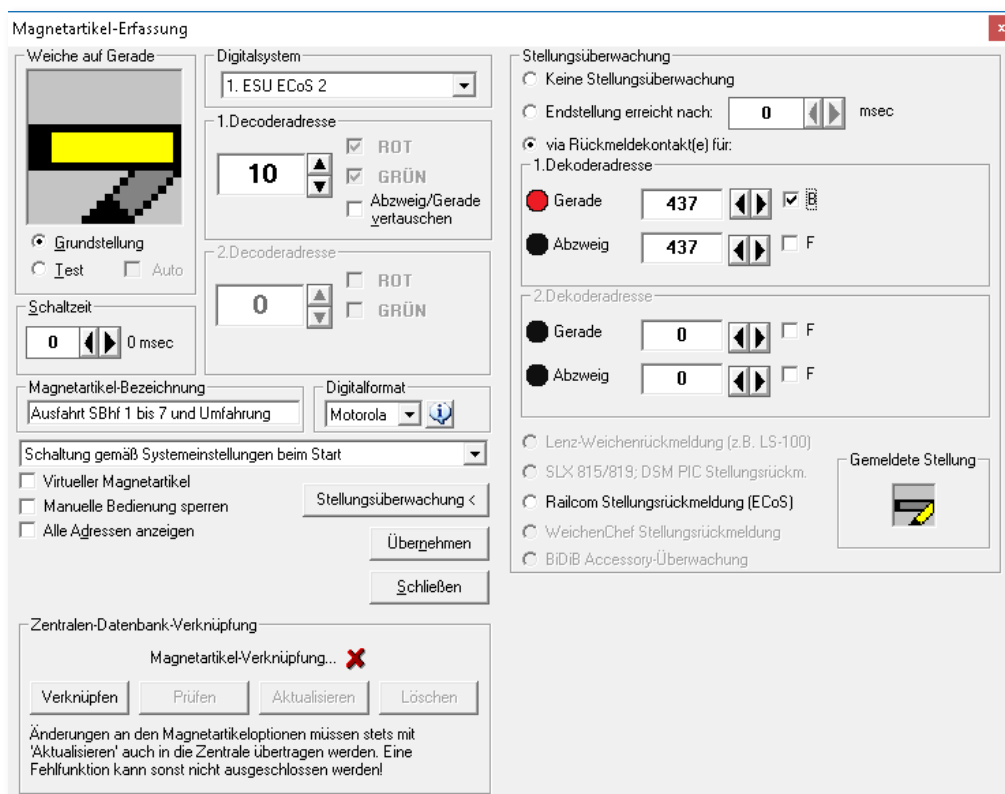 Magnetartikel-Erfassung
x
Weiche auf Gerade
Grundstellung
Test
Auto
Schaltzeit
0
0 msec
Digitalsystem
1. ESU ECoS 2
1.Decoderadresse
10
ROT
GRÜN
Abzweig/Gerade
vertauschen
2.Decoderadresse
0
ROT
GRÜN
Magnetartikel-Bezeichnung
Ausfahrt SBhf 1 bis 7 und Umfahrung
Digitalformat
Motorola
Schaltung gemäß Systemeinstellungen beim Start
Virtueller Magnetartikel
Manuelle Bedienung sperren
Alle Adressen anzeigen
Stellungsüberwachung <
Übernehmen
Schließen
Zentralen-Datenbank-Verknüpfung
Magnetartikel-Verknüpfung...
Verknüpfen
Prüfen
Aktualisieren
Löschen
Änderungen an den Magnetartikeloptionen müssen stets mit
'Aktualisieren' auch in die Zentrale übertragen werden. Eine
Fehlfunktion kann sonst nicht ausgeschlossen werden!
Stellungsüberwachung
Keine Stellungsüberwachung
Endstellung erreicht nach: 0 msec
via Rückmeldekontakt(e) für:
1.Dekoderadresse
Gerade 437 B
Abzweig 437 F
2.Dekoderadresse
Gerade 0 F
Abzweig 0 F
Lenz-Weichenrückmeldung (z.B. LS-100)
SLX 815/819; DSM PIC Stellungsrückm.
Railcom Stellungsrückmeldung (ECoS)
WeichenChef Stellungsrückmeldung
BiDiB Accessory-Überwachung
Gemeldete Stellung